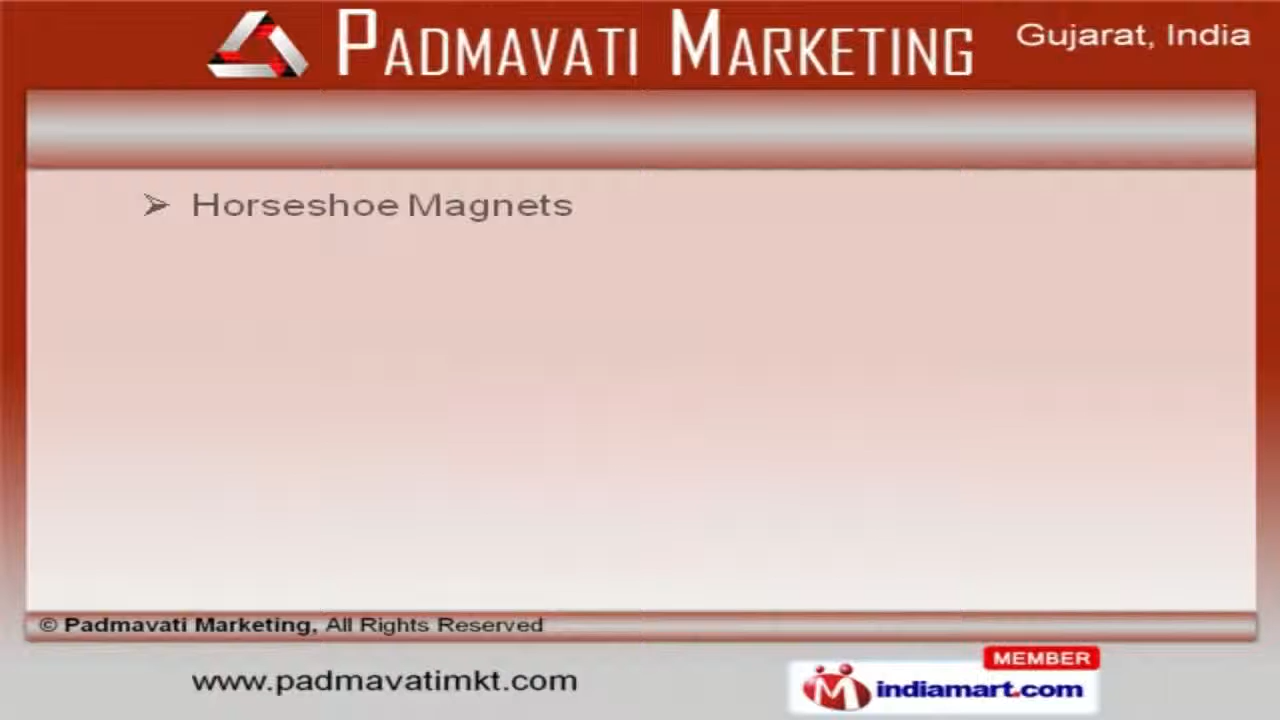 PADMAVATI MARKETING
Gujarat, India
➢ Horseshoe Magnets
© Padmavati Marketing, All Rights Reserved
www.padmavatimkt.com
MEMBER
indiamart.com